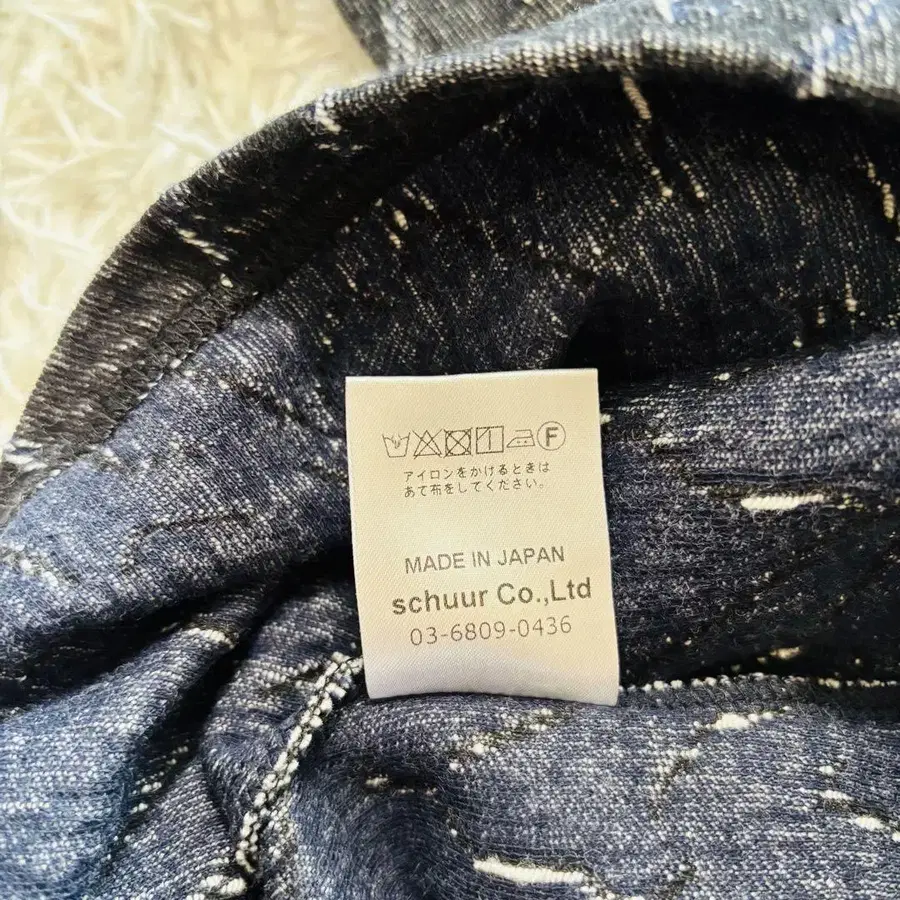 F
アイロンをかけるときは
あて布をしてください。
MADE IN JAPAN
schuur Co.,Ltd
03-6809-0436